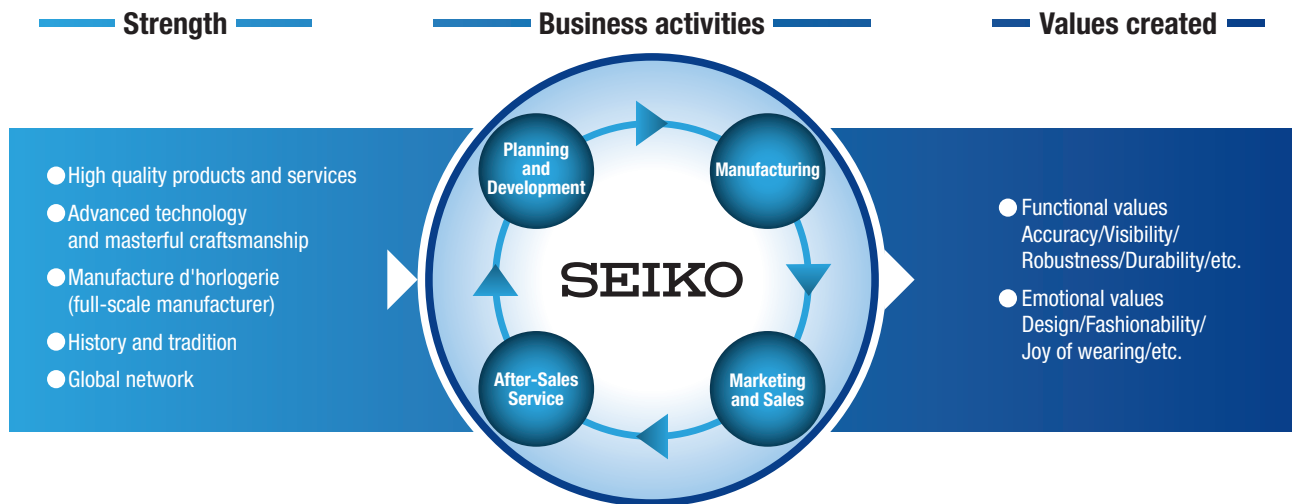 Strength
Business activities
Values created
●High quality products and services
●Advanced technology
and masterful craftsmanship
●Manufacture d'horlogerie
(full-scale manufacturer)
●History and tradition
●Global network
Planning
and
Development
Manufacturing
SEIKO
After-Sales
Service
Marketing
and Sales
● Functional values
Accuracy/Visibility/
Robustness/Durability/etc.
● Emotional values
Design/Fashionability/
Joy of wearing/etc.